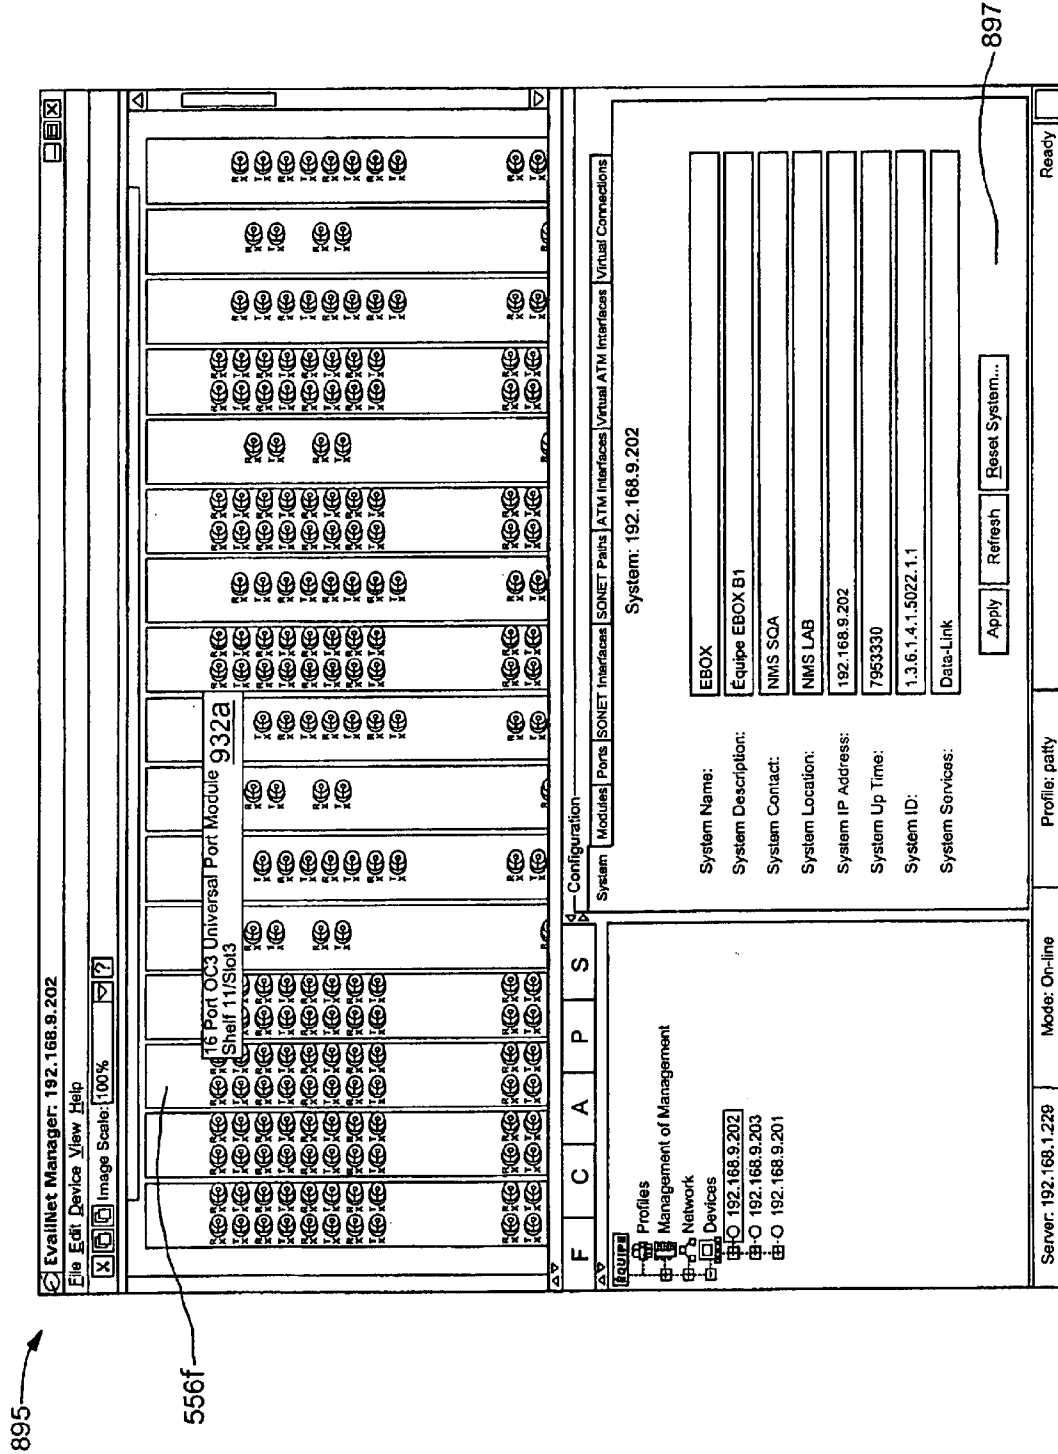 895
EvailNet Manager: 192.168.9.202
File Edit Device View Help
Image Scale: 100%
?
556f
16 Port OC3 Universal Port Module
Shelf 11/Slot3
932a
F C A P S
EQUIPE
Profiles
Management of Management
Network
Devices
192.168.9.202
192.168.9.203
192.168.9.201
Configuration
System Modules Ports SONET Interfaces SONET Paths ATM Interfaces Virtual ATM Interfaces Virtual Connections
System: 192.168.9.202
System Name: EBOX
System Description: Equipe EBOX B1
System Contact: NMS SQA
System Location: NMS LAB
System IP Address: 192.168.9.202
System Up Time: 7953330
System ID: 1.3.6.1.4.1.5022.1.1
System Services: Data-Link
Apply Refresh Reset System...
897
Server: 192.168.1.229 Mode: On-line Profile: patty Ready